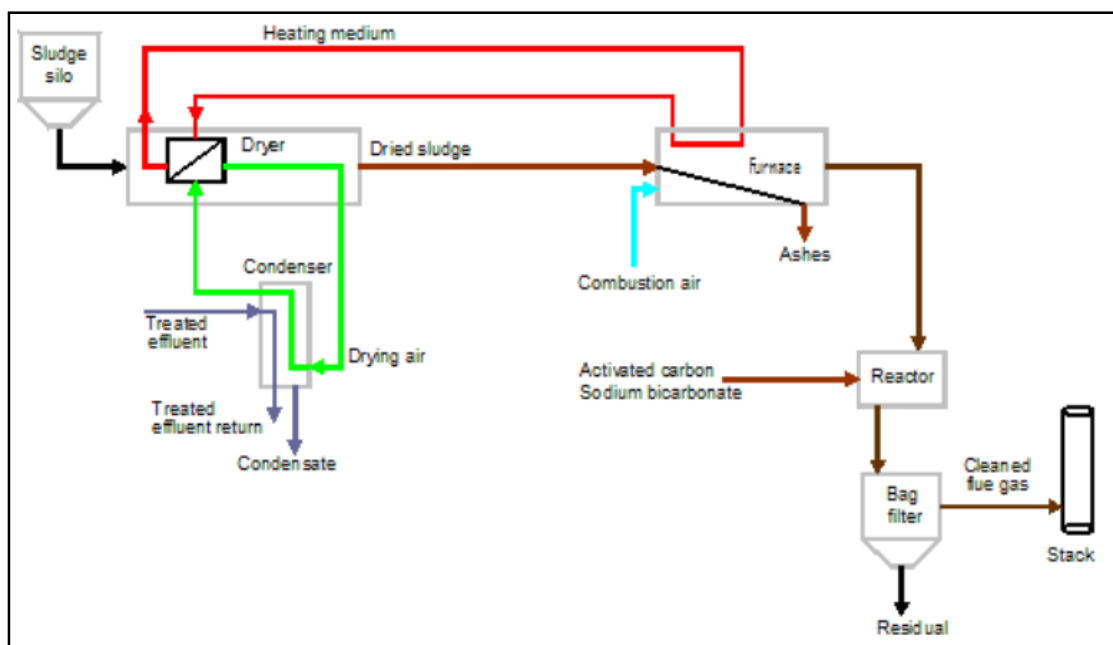 Heating medium
Sludge
silo
Dryer
Dried sludge
Furnace
Ashes
Condenser
Combustion air
Treated
effluent
Drying air
Activated carbon
Sodium bicarbonate
Reactor
Treated
effluent return
Condensate
Cleaned
flue gas
Bag
filter
Stack
Residual